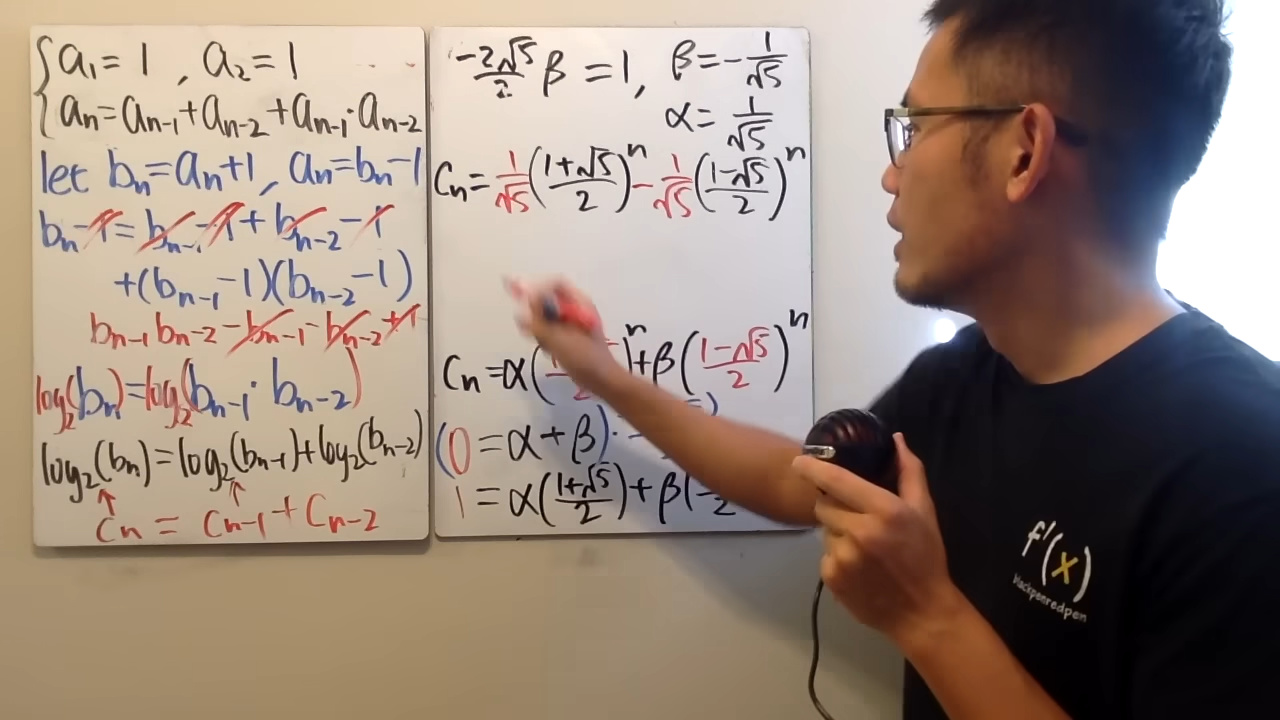 a₁ = 1 , a₂ = 1
aₙ = aₙ₋₁ + aₙ₋₂ + aₙ₋₁ · aₙ₋₂
let bₙ = aₙ + 1 , aₙ = bₙ − 1
bₙ − 1 = bₙ₋₁ − 1 + bₙ₋₂ − 1
+ (bₙ₋₁ − 1)(bₙ₋₂ − 1)
bₙ₋₁ bₙ₋₂ − bₙ₋₁ − bₙ₋₂ + 1
log₂(bₙ) = log₂(bₙ₋₁ · bₙ₋₂)
log₂(bₙ) = log₂(bₙ₋₁) + log₂(bₙ₋₂)
Cₙ = Cₙ₋₁ + Cₙ₋₂
−2√5/2 β = 1 , β = −1/√5
α = 1/√5
Cₙ = 1/√5 ((1+√5)/2)ⁿ − 1/√5 ((1−√5)/2)ⁿ
Cₙ = α( )ⁿ + β((1−√5)/2)ⁿ
(0 = α + β) ·
1 = α((1+√5)/2) + β(
f'(x)
blackpenredpen